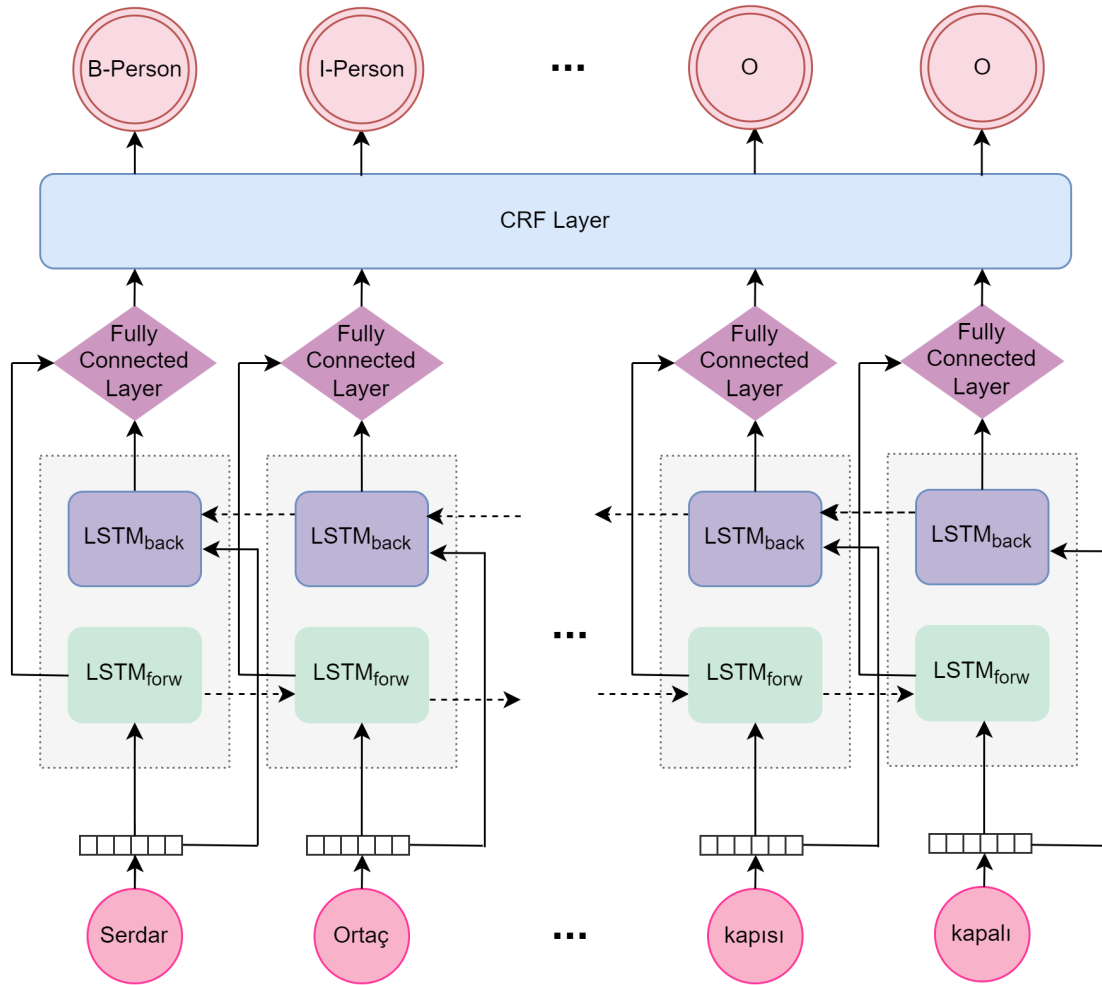 B-Person
I-Person
...
O
O
CRF Layer
Fully
Connected
Layer
Fully
Connected
Layer
Fully
Connected
Layer
Fully
Connected
Layer
LSTMback
LSTMback
LSTMback
LSTMback
LSTMforw
LSTMforw
...
LSTMforw
LSTMforw
Serdar
Ortaç
...
kapısı
kapalı